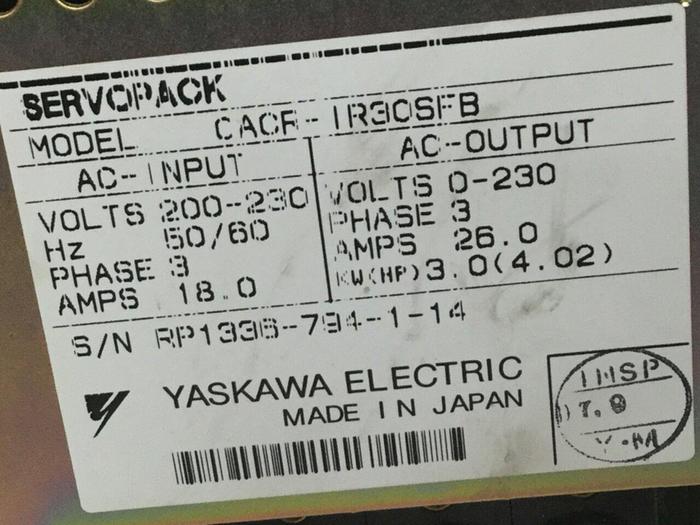 SERVOPACK
MODEL CACR-IR30SFB
AC-INPUT
VOLTS 200-230
Hz 50/60
PHASE 3
AMPS 18.0
AC-OUTPUT
VOLTS 0-230
PHASE 3
AMPS 26.0
KW(HP) 3.0(4.02)
S/N RP1336-794-1-14
YASKAWA ELECTRIC
MADE IN JAPAN